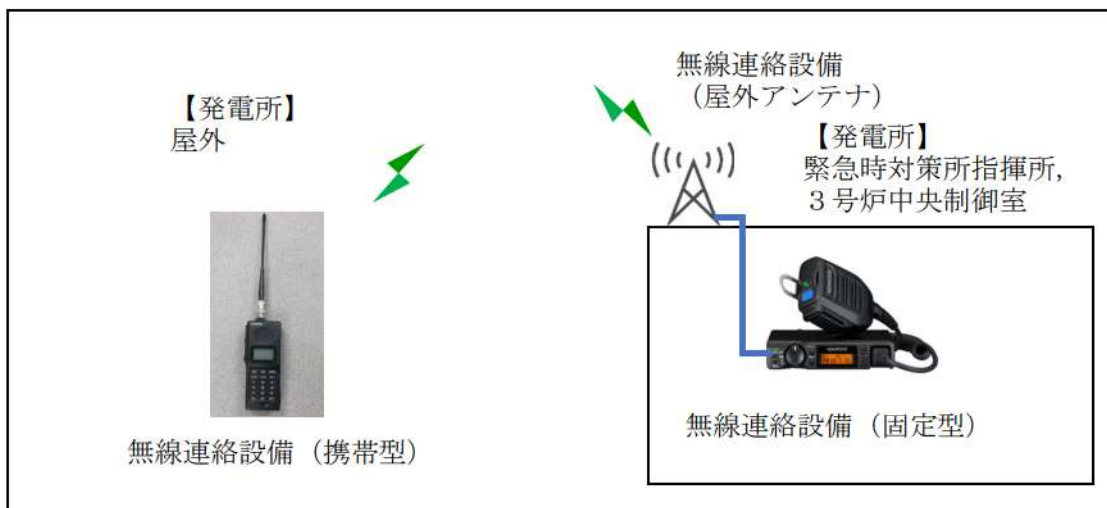 【発電所】
屋外
無線連絡設備（携帯型）
無線連絡設備
（屋外アンテナ）
【発電所】
緊急時対策所指揮所，
３号炉中央制御室
無線連絡設備（固定型）